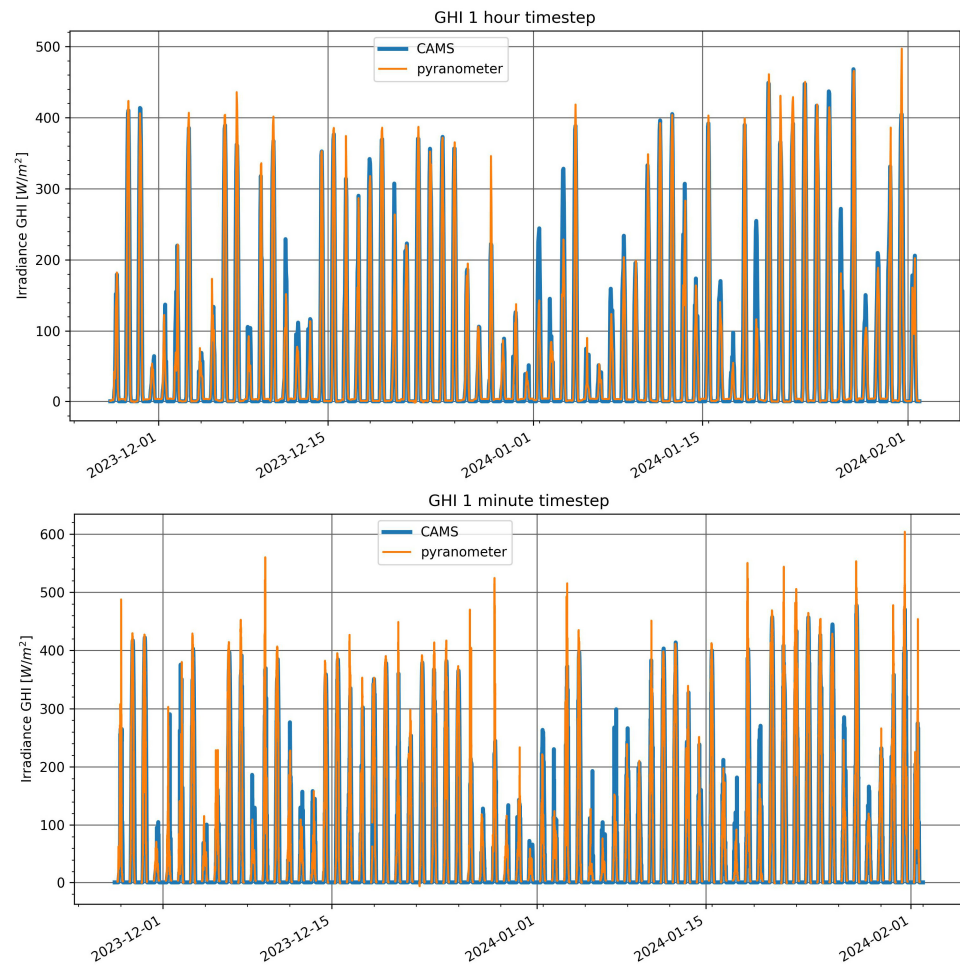 GHI 1 hour timestep
CAMS
pyranometer
Irradiance GHI [W/m²]
500
400
300
200
100
0
2023-12-01
2023-12-15
2024-01-01
2024-01-15
2024-02-01
GHI 1 minute timestep
CAMS
pyranometer
Irradiance GHI [W/m²]
600
500
400
300
200
100
0
2023-12-01
2023-12-15
2024-01-01
2024-01-15
2024-02-01